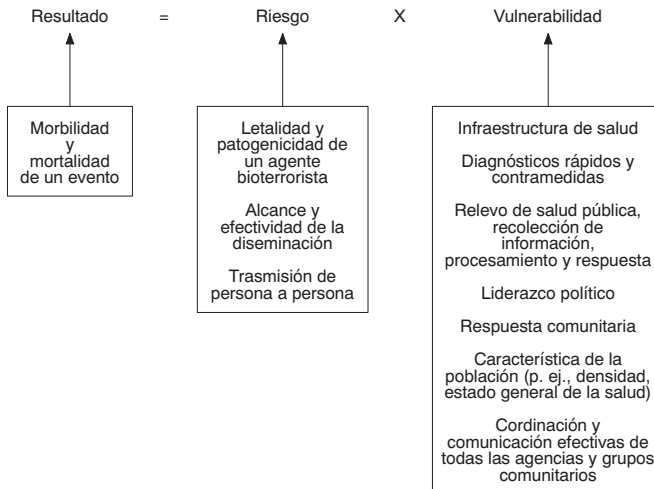 Resultado = Riesgo X Vulnerabilidad
Morbilidad
y
mortalidad
de un evento
Letalidad y
patogenicidad de
un agente
bioterrorista
Alcance y
efectividad de la
diseminación
Trasmisión de
persona a persona
Infraestructura de salud
Diagnósticos rápidos y
contramedidas
Relevo de salud pública,
recolección de
información,
procesamiento y respuesta
Liderazco político
Respuesta comunitaria
Característica de la
población (p. ej., densidad,
estado general de la salud)
Cordinación y
comunicación efectivas de
todas las agencias y grupos
comunitarios